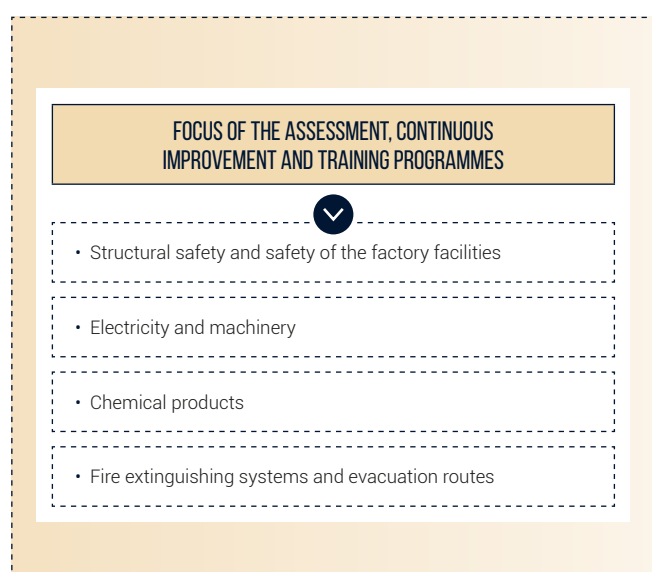 FOCUS OF THE ASSESSMENT, CONTINUOUS
IMPROVEMENT AND TRAINING PROGRAMMES
• Structural safety and safety of the factory facilities
• Electricity and machinery
• Chemical products
• Fire extinguishing systems and evacuation routes